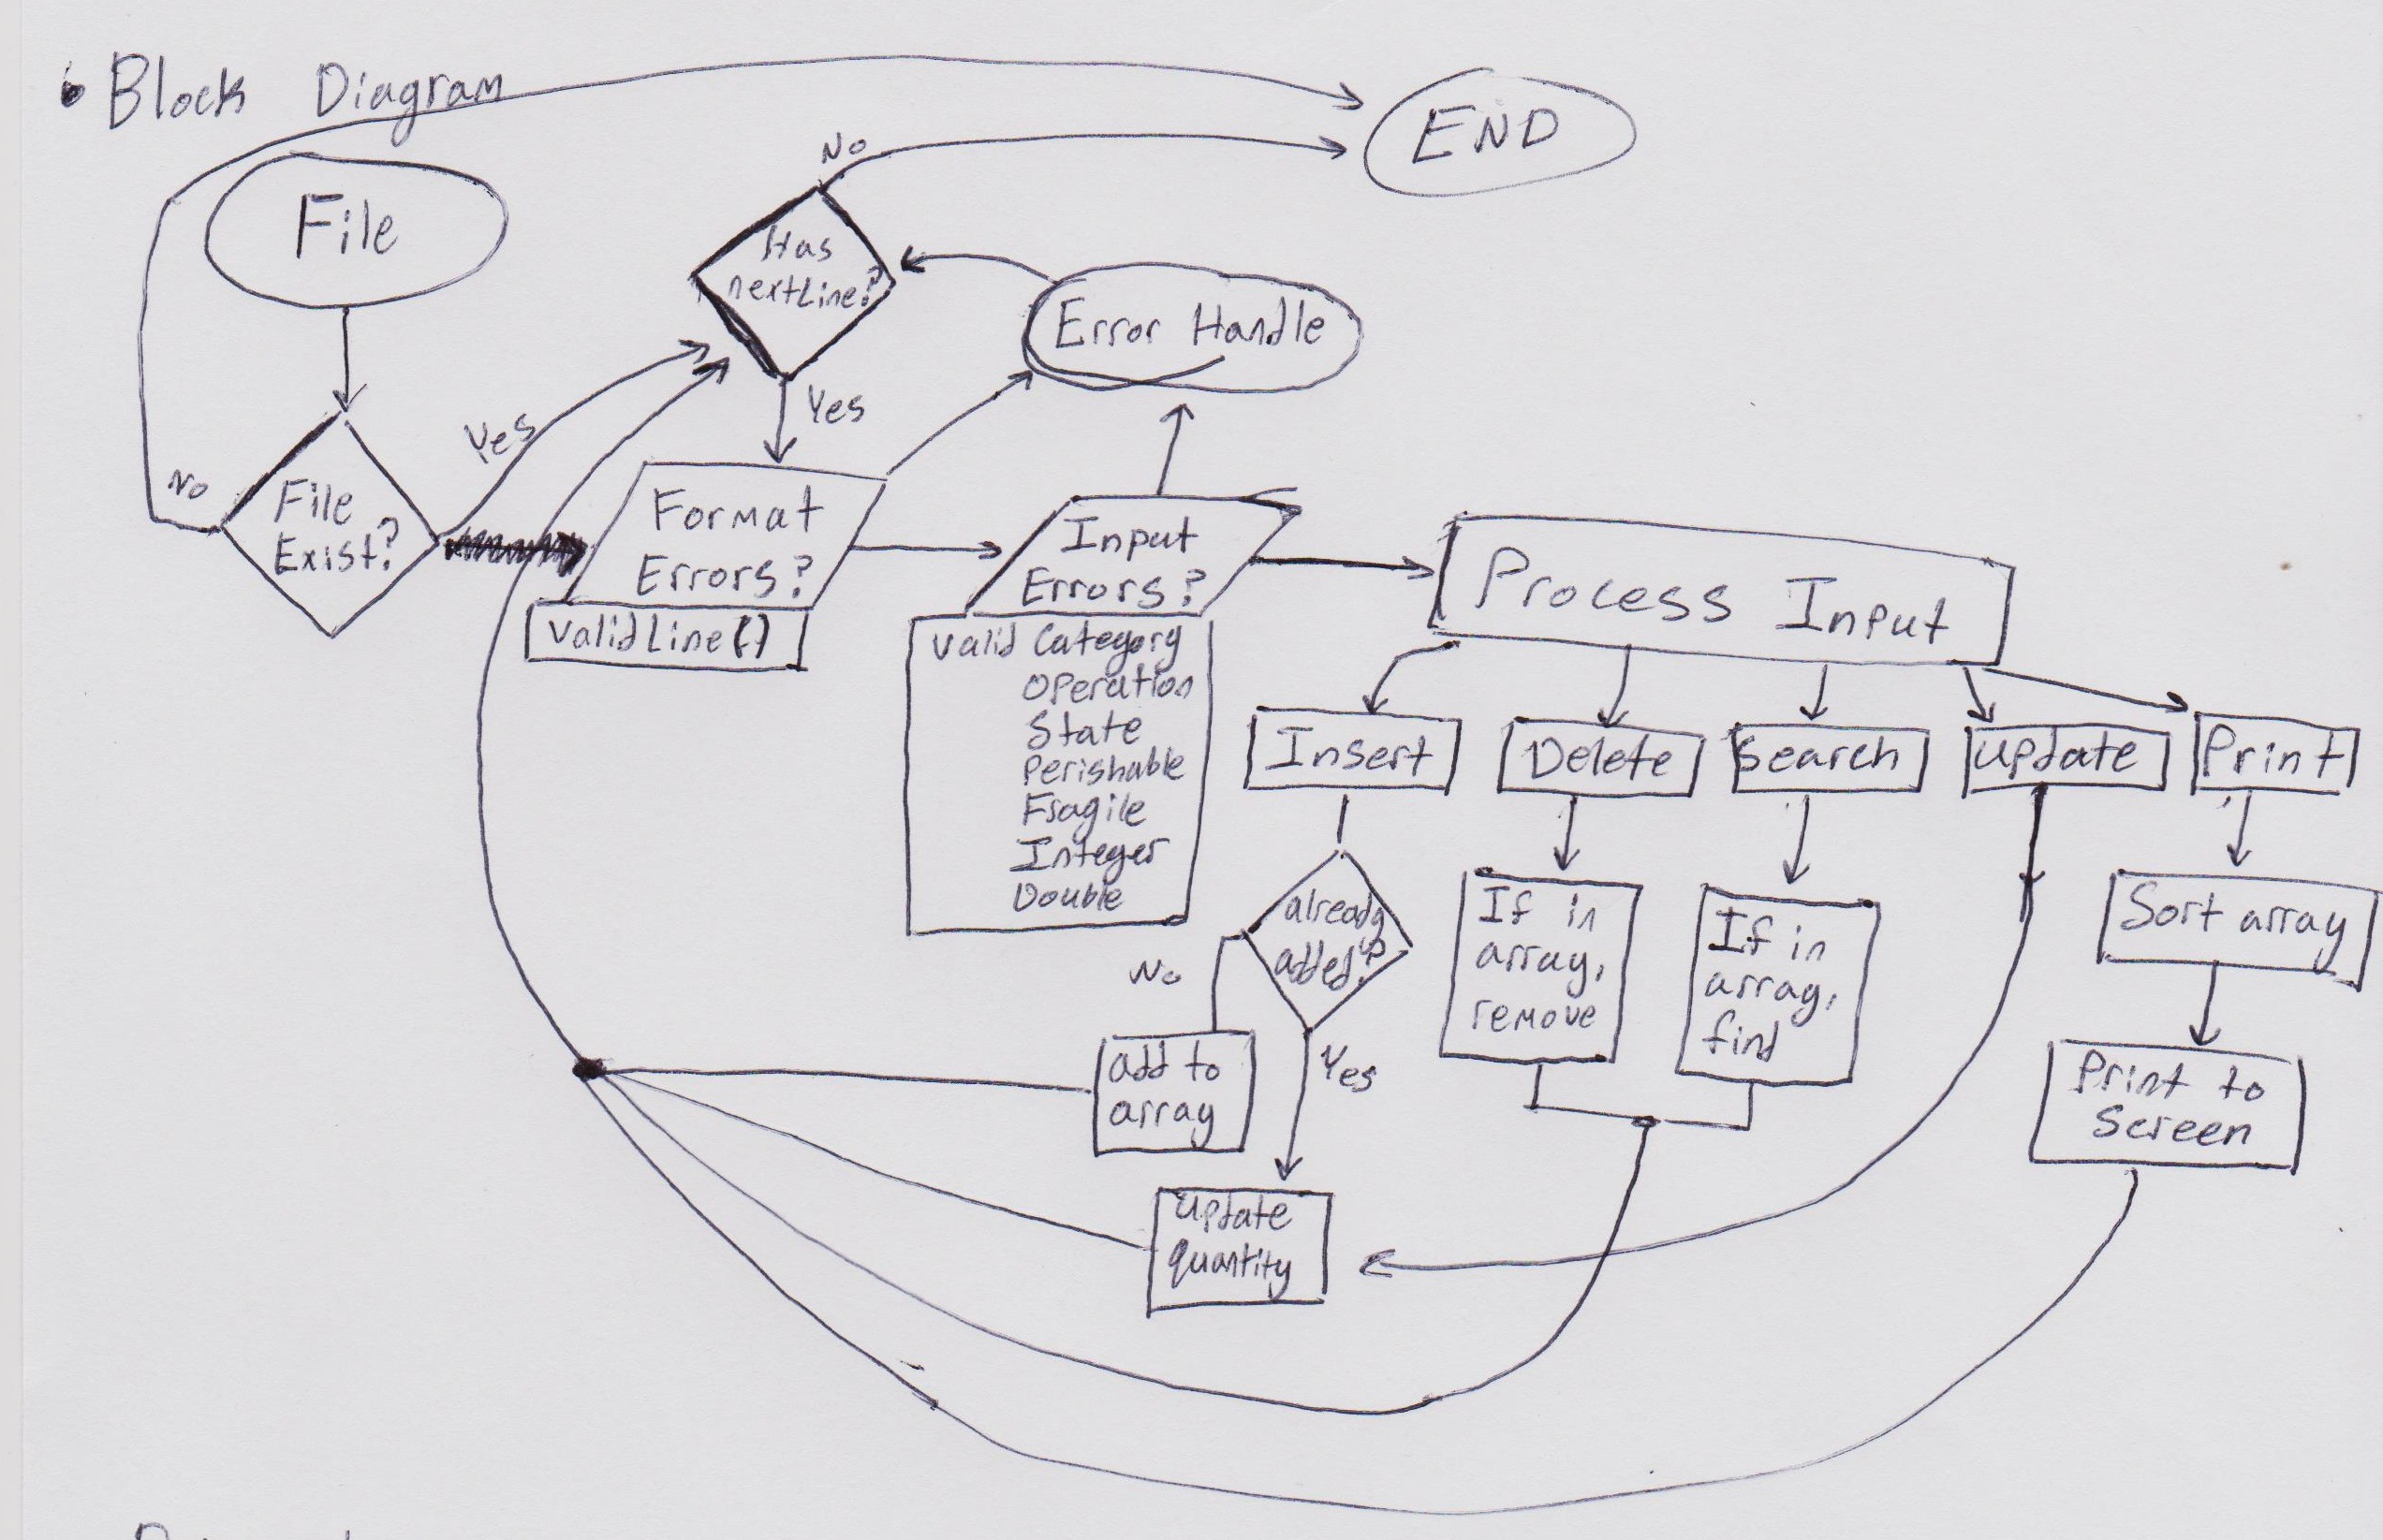 Block Diagram
END
No
File
Has
nextLine?
Error Handle
Yes
Yes
No
File
Exist?
Format
Errors?
validLine()
Input
Errors?
valid Category
Operation
State
Perishable
Fragile
Integer
Double
Process Input
Insert
Delete
Search
update
Print
already
added?
No
Yes
add to
array
update
quantity
If in
array,
remove
If in
array,
find
Sort array
Print to
Screen